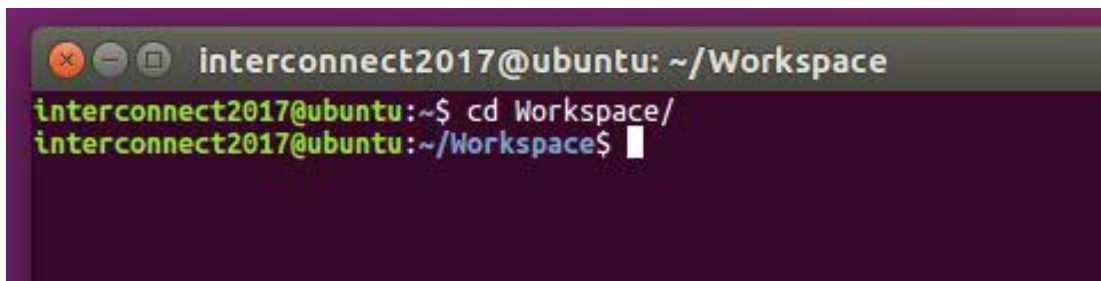 interconnect2017@ubuntu: ~/Workspace
interconnect2017@ubuntu:~$ cd Workspace/
interconnect2017@ubuntu:~/Workspace$